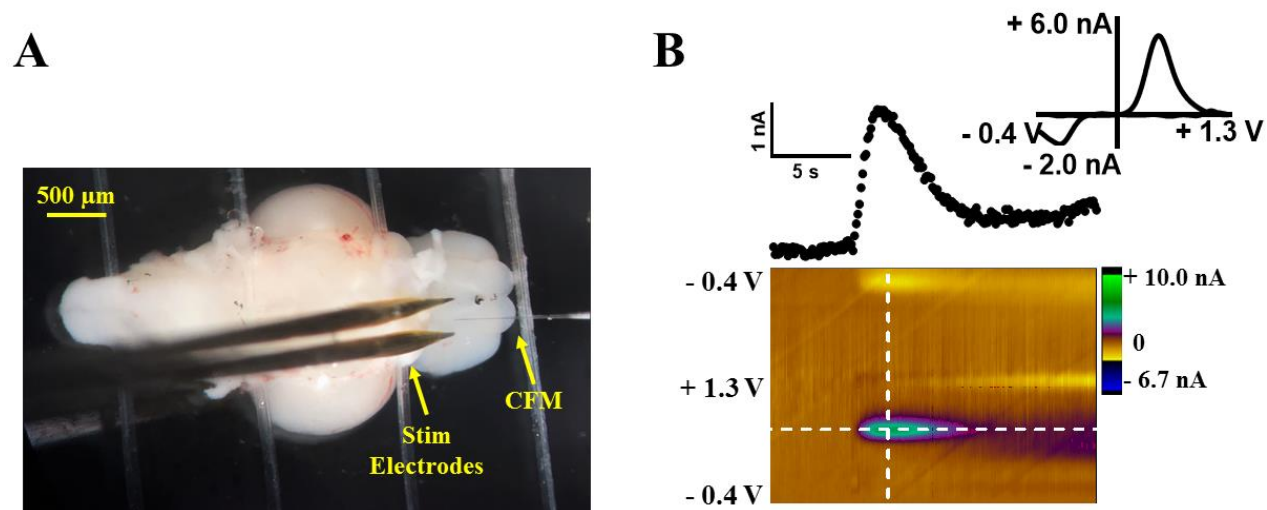 A
B
500 μm
CFM
Stim
Electrodes
+ 6.0 nA
- 0.4 V
+ 1.3 V
- 2.0 nA
1 nA
5 s
- 0.4 V
+ 1.3 V
- 0.4 V
+ 10.0 nA
0
- 6.7 nA